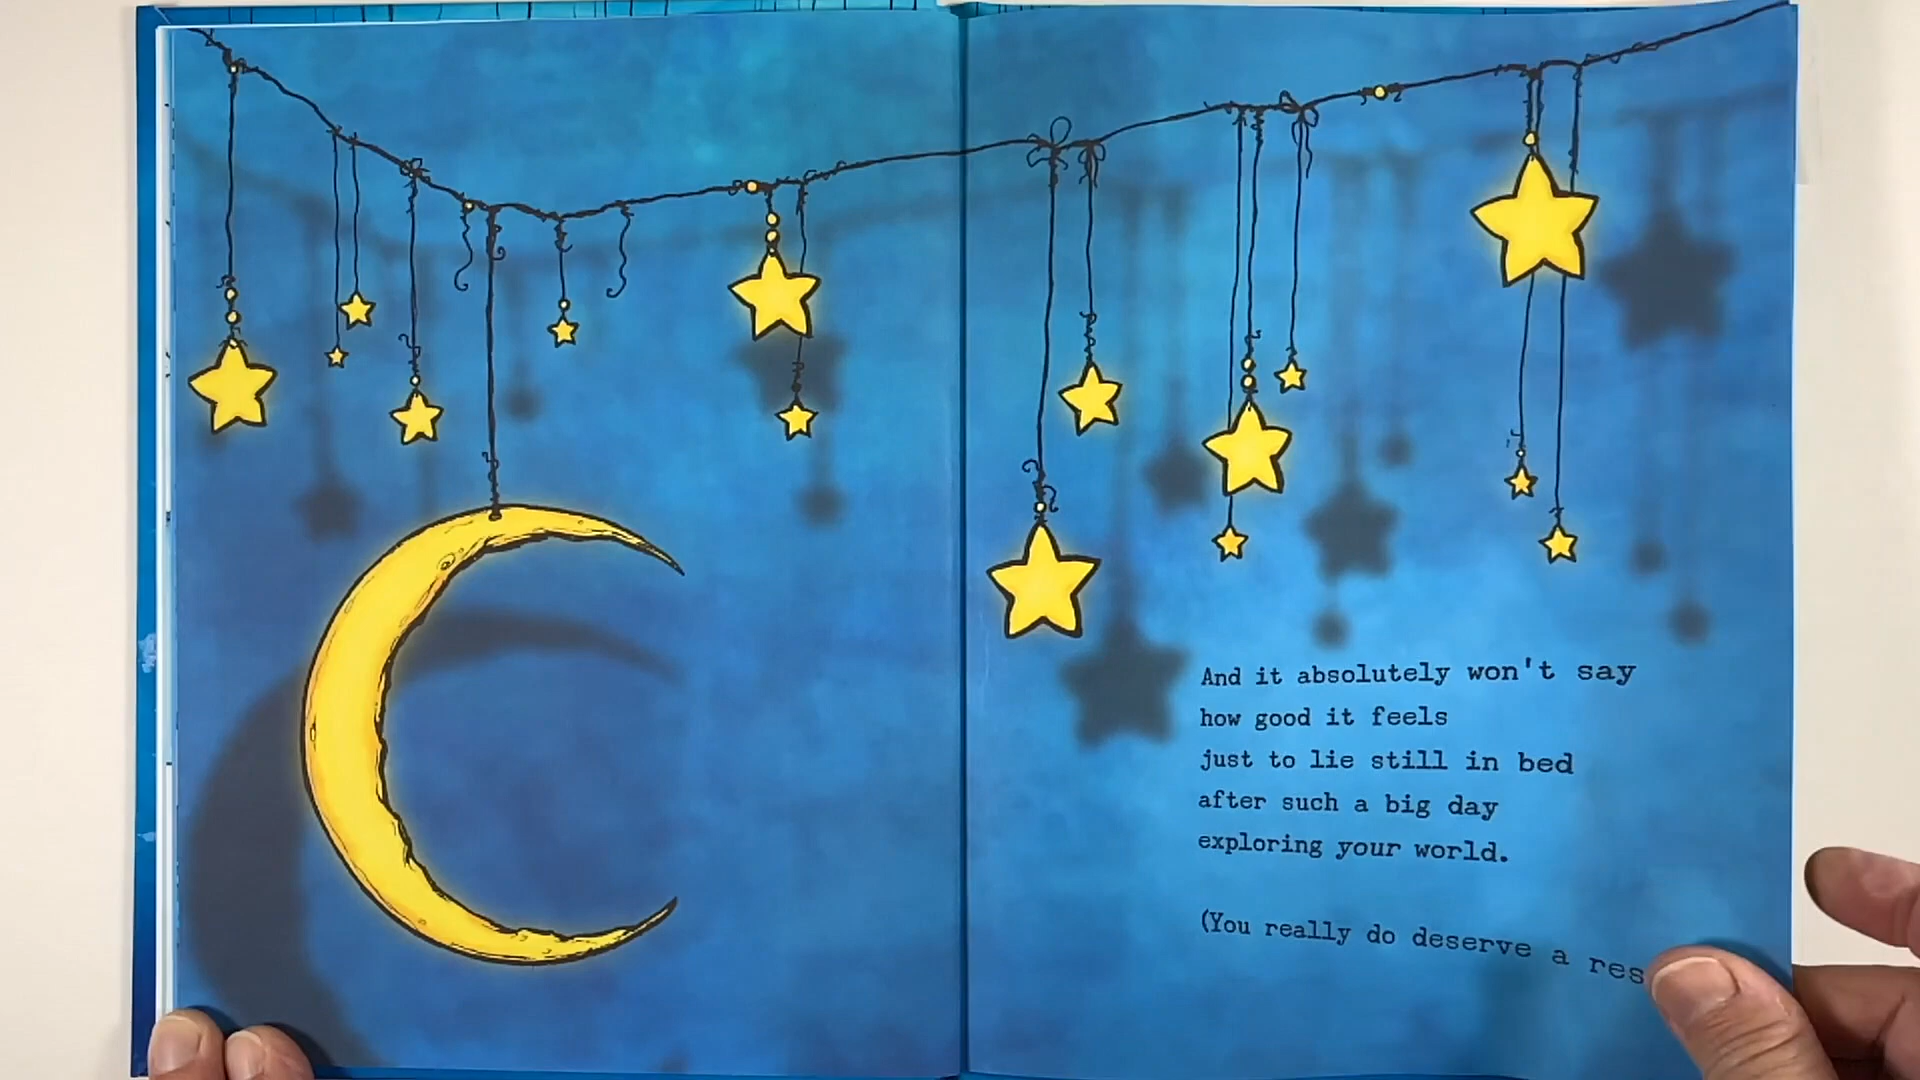 And it absolutely won't say
how good it feels
just to lie still in bed
after such a big day
exploring your world.
(You really do deserve a